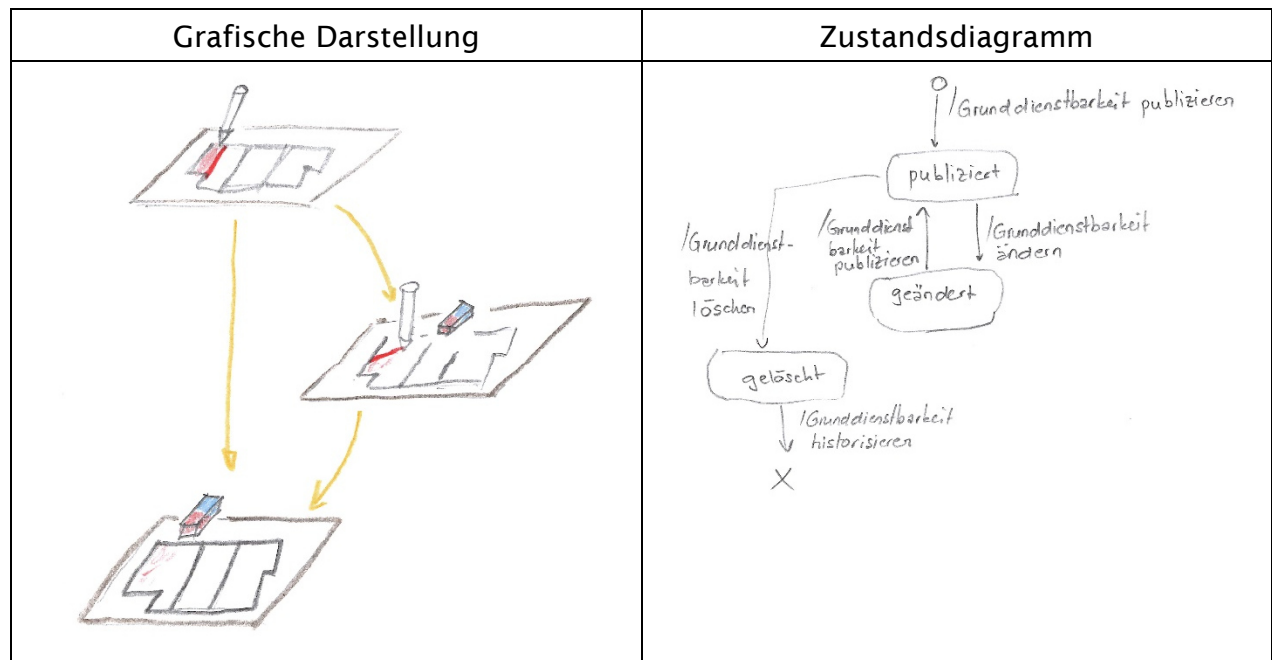 Grafische Darstellung
Zustandsdiagramm
/Grunddienstbarkeit publizieren
publiziert
/Grunddienst-
barkeit
löschen
/Grunddienst
barkeit
publizieren
/Grunddienstbarkeit
ändern
geändert
gelöscht
/Grunddienstbarkeit
historisieren
X